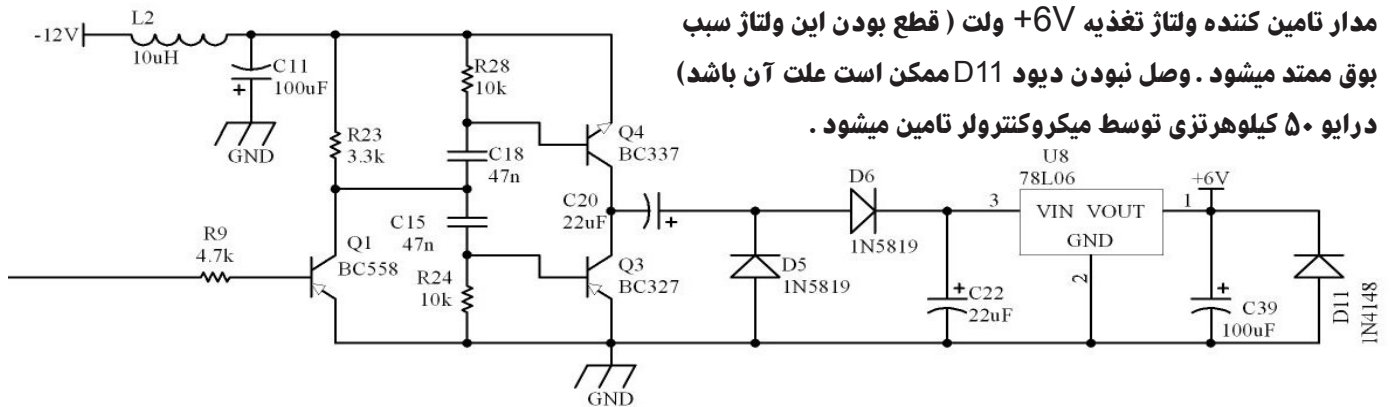 مدار تامین کننده ولتاژ تغذیه +6V ولت ( قطع بودن این ولتاژ سبب
بوق ممتد میشود . وصل نبودن دیود D11 ممکن است علت آن باشد)
درایو ۵۰ کیلوهرتزی توسط میکروکنترولر تامین میشود .
-12V
L2
10uH
C11
100uF
+
GND
R23
3.3k
R28
10k
C18
47n
Q4
BC337
C15
47n
C20
22uF
+
R9
4.7k
Q1
BC558
R24
10k
Q3
BC327
GND
D5
1N5819
D6
1N5819
+
C22
22uF
U8
78L06
3
VIN VOUT
GND
1
2
+6V
+
C39
100uF
D11
1N4148